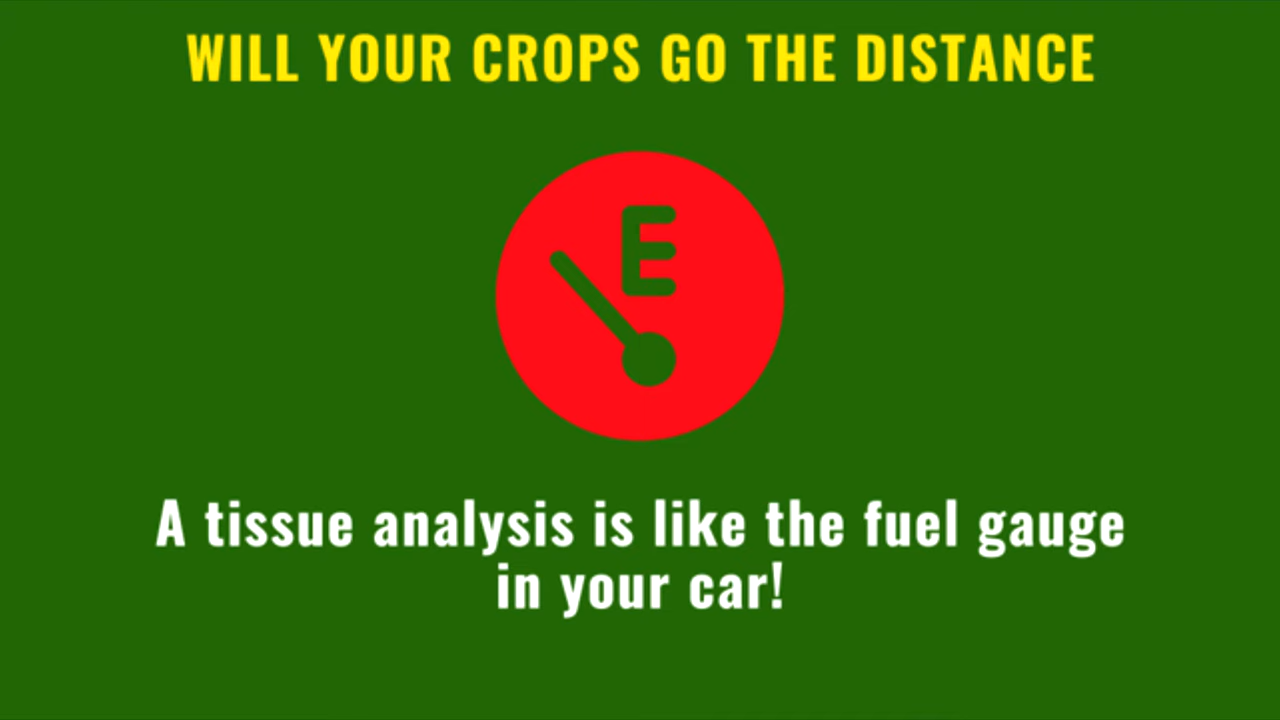 WILL YOUR CROPS GO THE DISTANCE
E
A tissue analysis is like the fuel gauge
in your car!